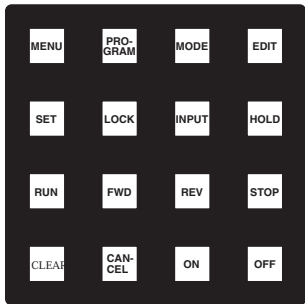 MENU PRO-GRAM MODE EDIT
SET LOCK INPUT HOLD
RUN FWD REV STOP
CLEAR CAN-CEL ON OFF